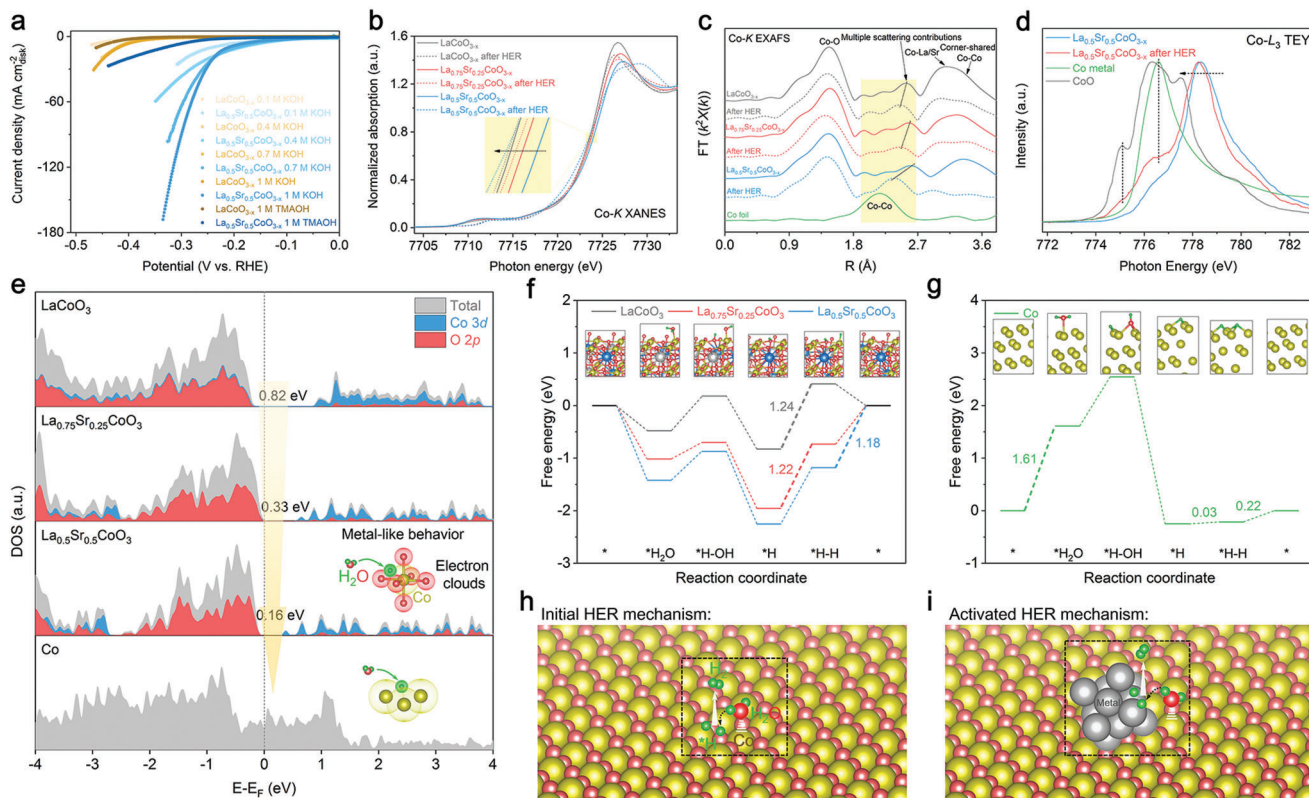 a
Current density (mA cm⁻²disk)
0
-60
-120
-180
LaCoO3-x 0.1 M KOH
La0.5Sr0.5CoO3-x 0.1 M KOH
LaCoO3-x 0.4 M KOH
La0.5Sr0.5CoO3-x 0.4 M KOH
LaCoO3-x 0.7 M KOH
La0.5Sr0.5CoO3-x 0.7 M KOH
LaCoO3-x 1 M KOH
La0.5Sr0.5CoO3-x 1 M KOH
LaCoO3-x 1 M TMAOH
La0.5Sr0.5CoO3-x 1 M TMAOH
-0.5 -0.4 -0.3 -0.2 -0.1 0.0
Potential (V vs. RHE)
b
Normalized absorption (a.u.)
1.6
1.2
0.8
0.4
0.0
LaCoO3-x
LaCoO3-x after HER
La0.75Sr0.25CoO3-x
La0.75Sr0.25CoO3-x after HER
La0.5Sr0.5CoO3-x
La0.5Sr0.5CoO3-x after HER
Co-K XANES
7705 7710 7715 7720 7725 7730
Photon energy (eV)
c
FT (k²X(k))
Co-K EXAFS
Multiple scattering contributions
Co-O
Co-La/Sr
Corner-shared
Co-Co
LaCoO3-x
After HER
La0.75Sr0.25CoO3-x
After HER
La0.5Sr0.5CoO3-x
After HER
Co-Co
Co foil
0.0 0.9 1.8 2.7 3.6
R (Å)
d
Intensity (a.u.)
La0.5Sr0.5CoO3-x
La0.5Sr0.5CoO3-x after HER
Co metal
CoO
Co-L3 TEY
772 774 776 778 780 782
Photon Energy (eV)
e
DOS (a.u.)
LaCoO3
Total
Co 3d
O 2p
0.82 eV
La0.75Sr0.25CoO3
0.33 eV
La0.5Sr0.5CoO3
Metal-like behavior
H2O
Electron
clouds
Co
0.16 eV
Co
-4 -3 -2 -1 0 1 2 3 4
E-EF (eV)
f
Free energy (eV)
2
1
0
-1
-2
-3
LaCoO3 La0.75Sr0.25CoO3 La0.5Sr0.5CoO3
1.24
1.18
1.22
* *H2O *H-OH *H *H-H *
Reaction coordinate
g
Free energy (eV)
4
3
2
1
0
-1
Co
1.61
0.03
0.22
* *H2O *H-OH *H *H-H *
Reaction coordinate
h Initial HER mechanism:
H
H2O
*H
Co
i Activated HER mechanism:
Metal